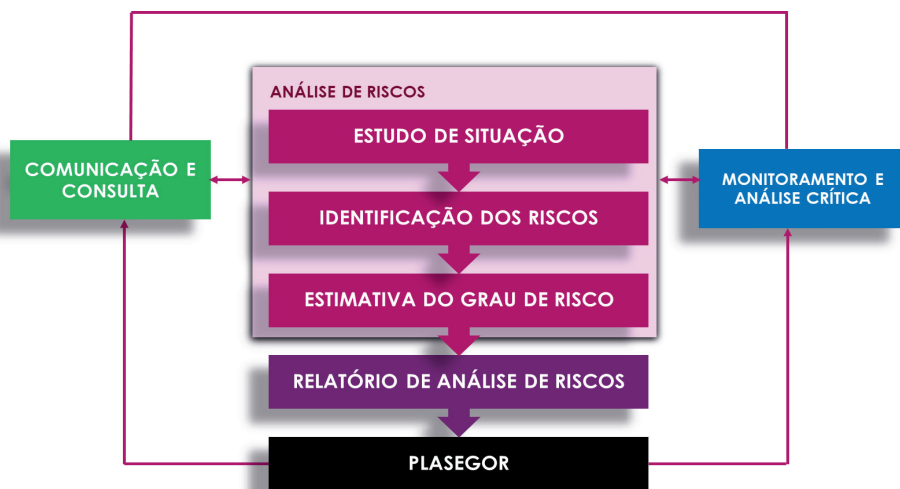 ANÁLISE DE RISCOS
ESTUDO DE SITUAÇÃO
COMUNICAÇÃO E
CONSULTA
MONITORAMENTO E
ANÁLISE CRÍTICA
IDENTIFICAÇÃO DOS RISCOS
ESTIMATIVA DO GRAU DE RISCO
RELATÓRIO DE ANÁLISE DE RISCOS
PLASEGOR